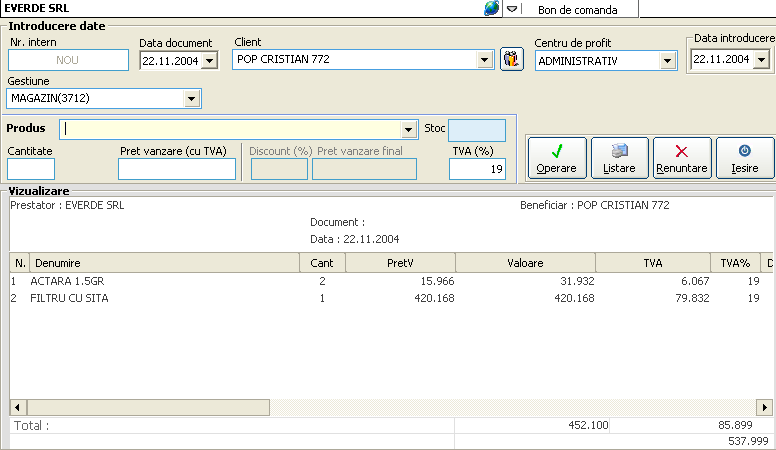 EVERDE SRL Bon de comanda
Introducere date
Nr. intern Data document Client Centru de profit Data introducere
NOU 22.11.2004 POP CRISTIAN 772 ADMINISTRATIV 22.11.2004
Gestiune
MAGAZIN(3712)
Produs Stoc
Cantitate Pret vanzare (cu TVA) Discount (%) Pret vanzare final TVA (%)
19
Operare Listare Renuntare Iesire
Vizualizare
Prestator : EVERDE SRL Beneficiar : POP CRISTIAN 772
Document :
Data : 22.11.2004
N. Denumire Cant PretV Valoare TVA TVA% D
1 ACTARA 1.5GR 2 15.966 31.932 6.067 19
2 FILTRU CU SITA 1 420.168 420.168 79.832 19
Total : 452.100 85.899
537.999